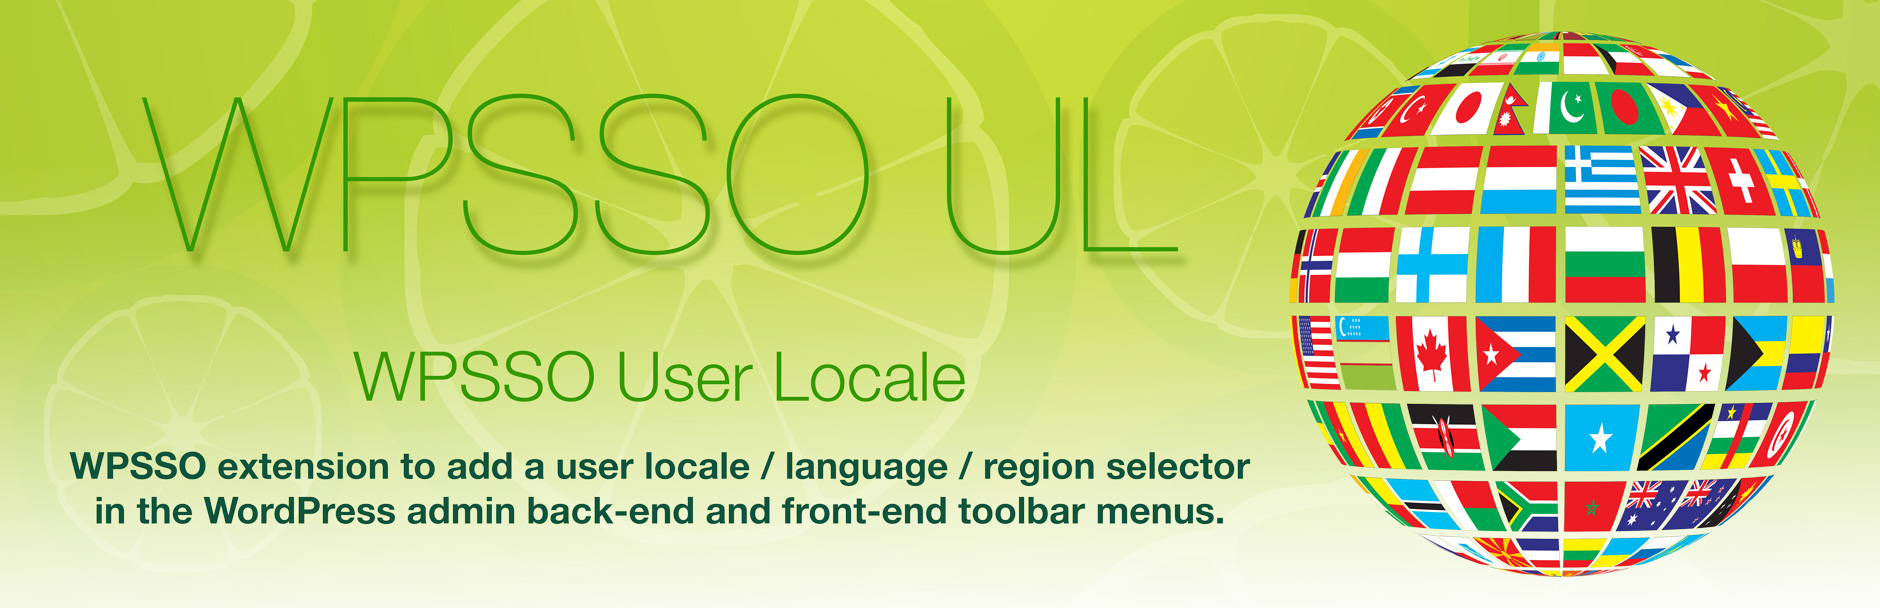 WPSSO UL
WPSSO User Locale
WPSSO extension to add a user locale / language / region selector
in the WordPress admin back-end and front-end toolbar menus.